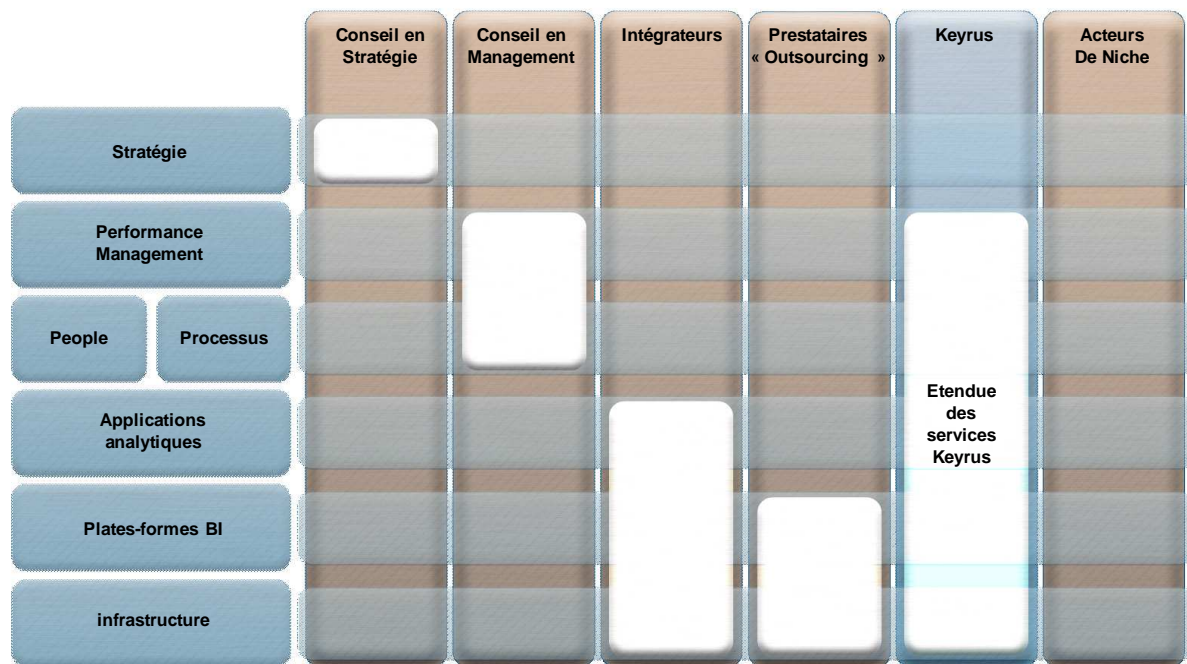 Conseil en
Stratégie
Conseil en
Management
Intégrateurs
Prestataires
« Outsourcing »
Keyrus
Acteurs
De Niche
Stratégie
Performance
Management
People
Processus
Applications
analytiques
Etendue
des
services
Keyrus
Plates-formes BI
infrastructure